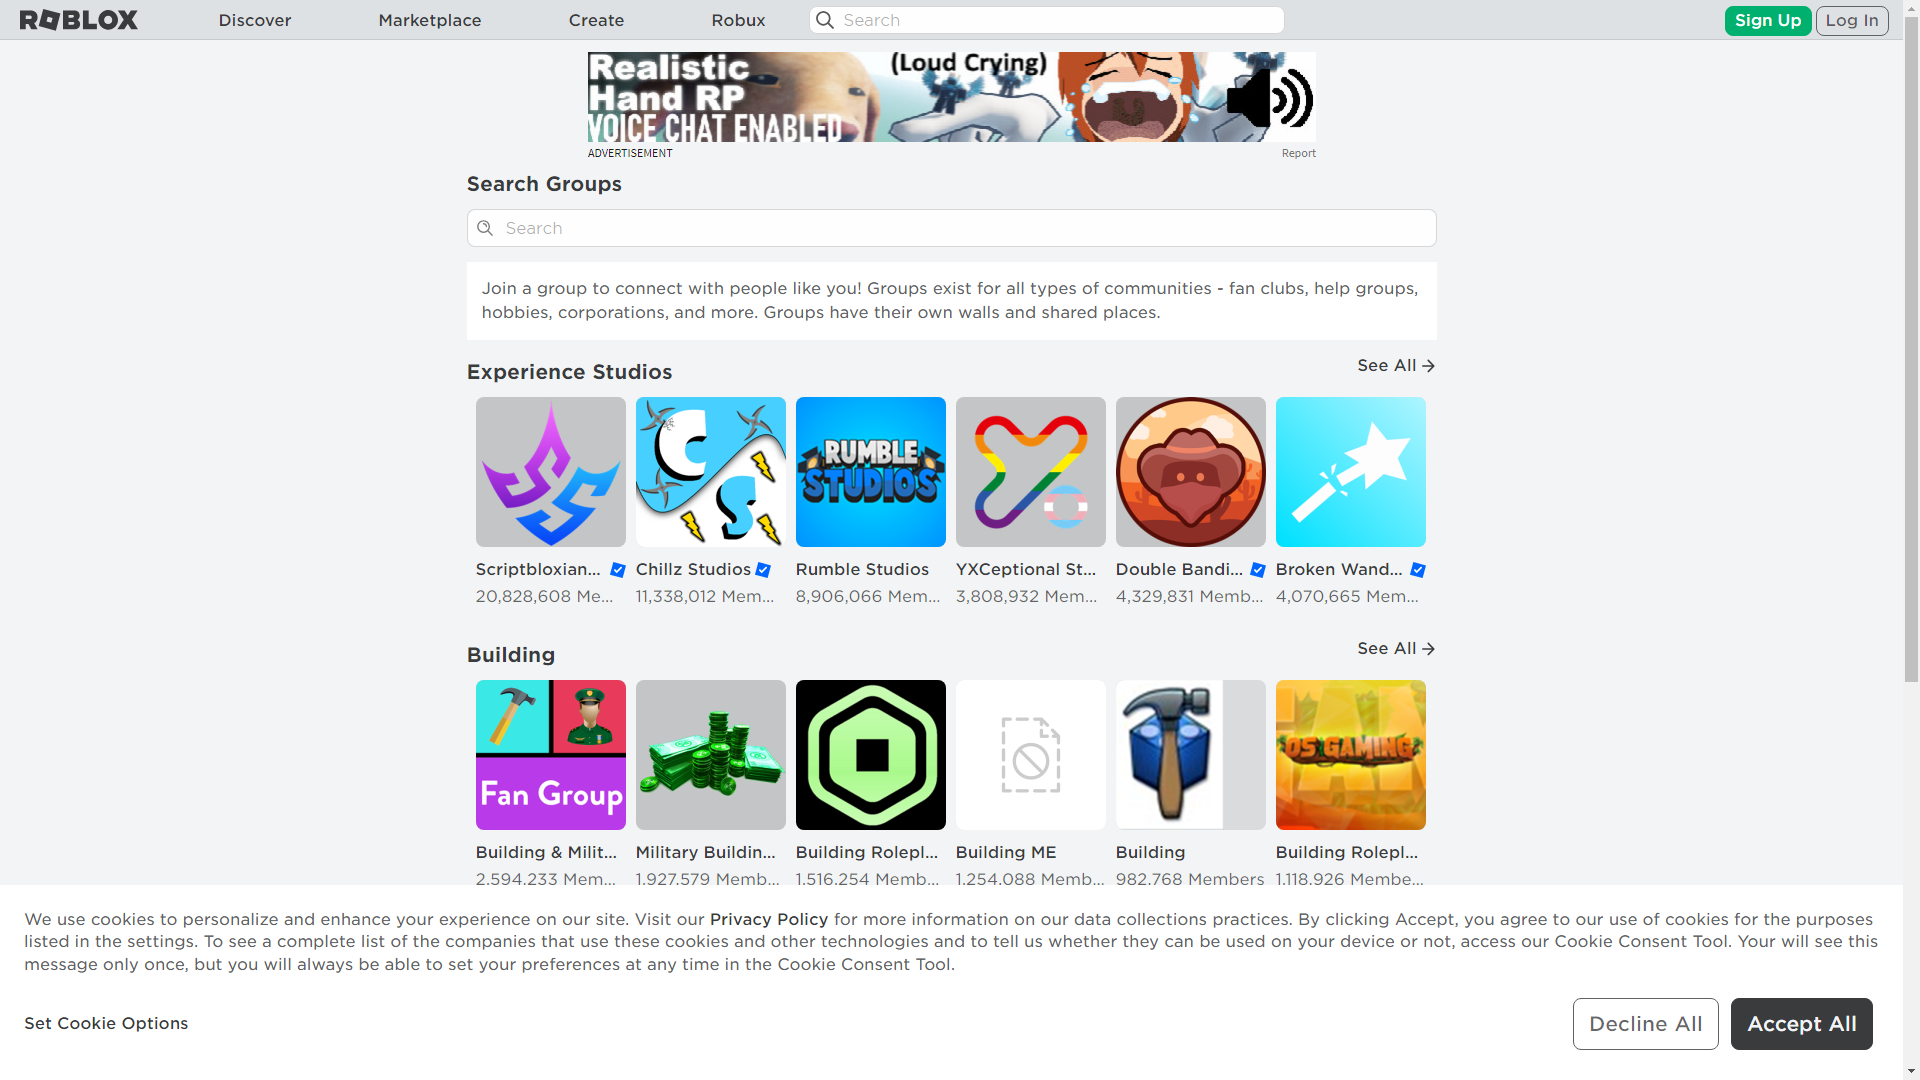 ROBLOX Discover Marketplace Create Robux Search Sign Up Log In
Realistic
Hand RP
VOICE CHAT ENABLED
(Loud Crying)
ADVERTISEMENT Report
Search Groups
Search
Join a group to connect with people like you! Groups exist for all types of communities - fan clubs, help groups,
hobbies, corporations, and more. Groups have their own walls and shared places.
Experience Studios See All
C
S
RUMBLE
STUDIOS
Scriptbloxian... Chillz Studios Rumble Studios YXCeptional St... Double Bandi... Broken Wand...
20,828,608 Me... 11,338,012 Mem... 8,906,066 Mem... 3,808,932 Mem... 4,329,831 Memb... 4,070,665 Mem...
Building See All
Fan Group
OS GAMING
Building & Milit... Military Buildin... Building Rolepl... Building ME Building Building Rolepl...
2,594,233 Mem... 1,927,579 Memb... 1,516,254 Memb... 1,254,088 Memb... 982,768 Members 1,118,926 Membe...
We use cookies to personalize and enhance your experience on our site. Visit our Privacy Policy for more information on our data collections practices. By clicking Accept, you agree to our use of cookies for the purposes
listed in the settings. To see a complete list of the companies that use these cookies and other technologies and to tell us whether they can be used on your device or not, access our Cookie Consent Tool. Your will see this
message only once, but you will always be able to set your preferences at any time in the Cookie Consent Tool.
Set Cookie Options Decline All Accept All